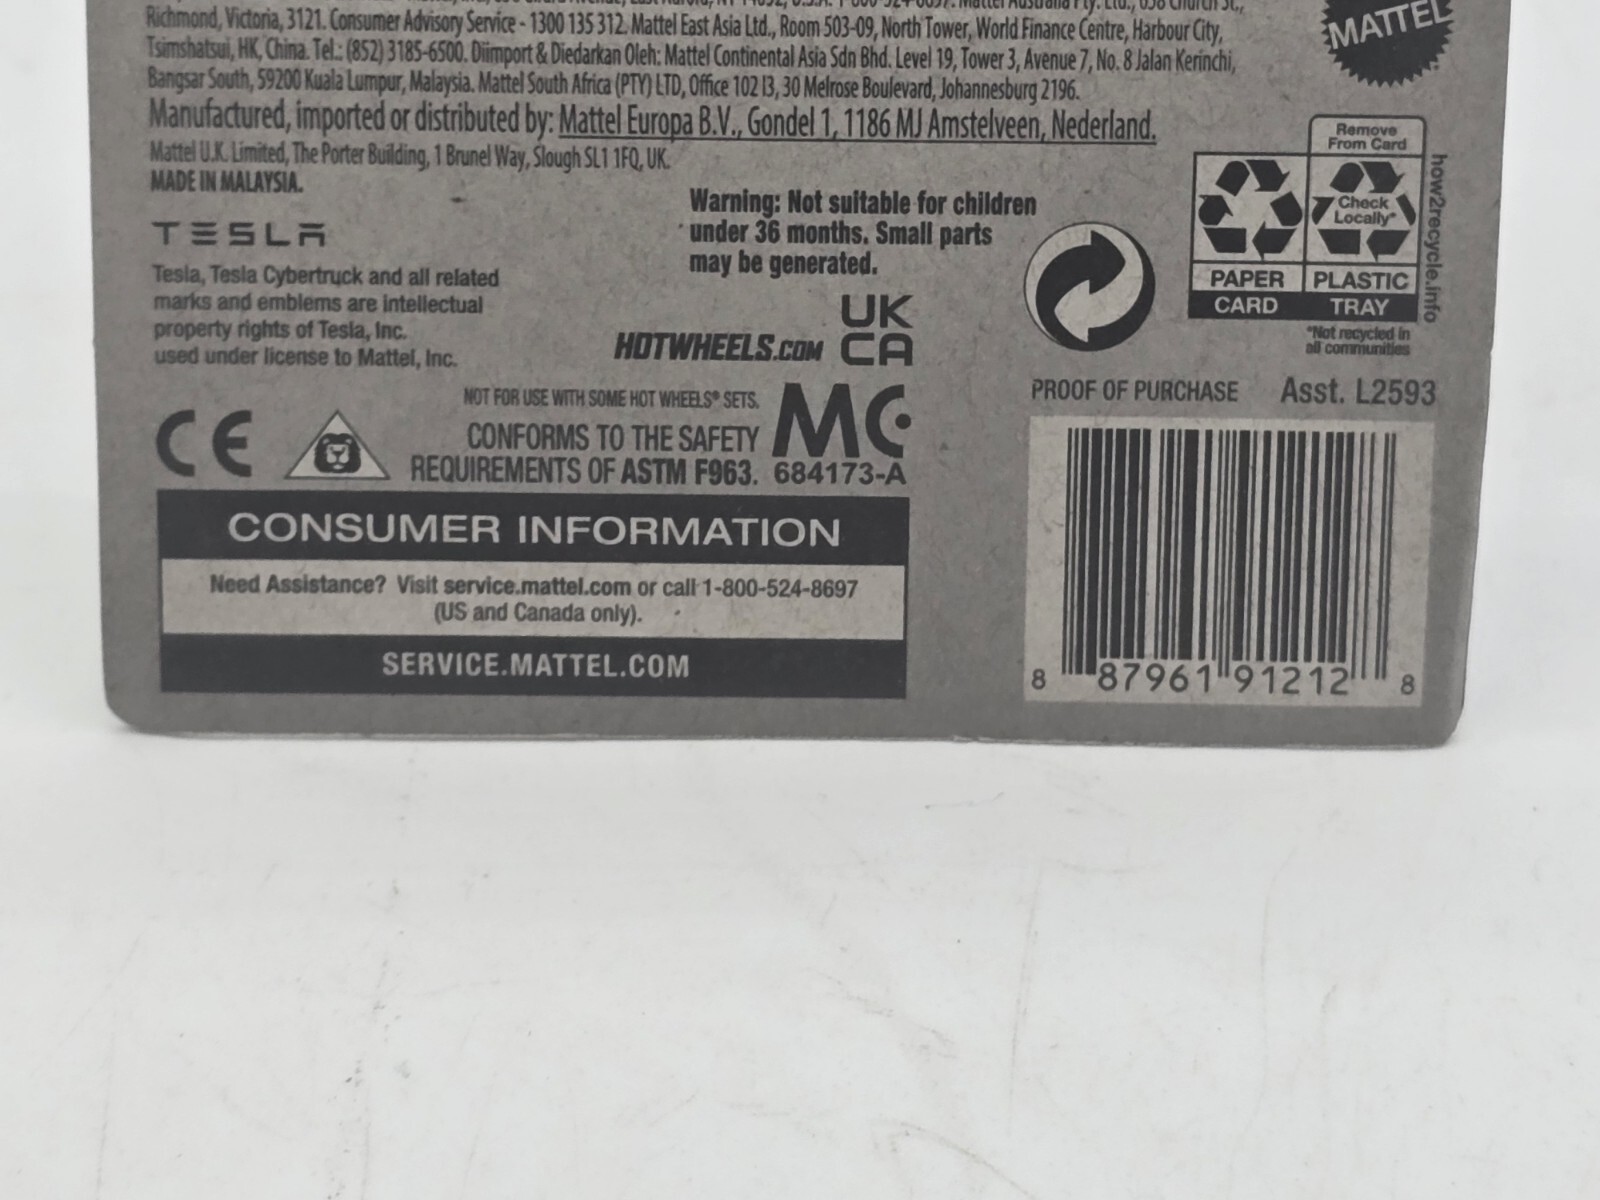 Richmond, Victoria, 3121. Consumer Advisory Service - 1300 135 312. Mattel East Asia Ltd., Room 503-09, North Tower, World Finance Centre, Harbour City,
Tsimshatsui, HK, China. Tel.: (852) 3185-6500. Diimport & Diedarkan Oleh: Mattel Continental Asia Sdn Bhd. Level 19, Tower 3, Avenue 7, No. 8 Jalan Kerinchi,
Bangsar South, 59200 Kuala Lumpur, Malaysia. Mattel South Africa (PTY) LTD, Office 102 I3, 30 Melrose Boulevard, Johannesburg 2196.
Manufactured, imported or distributed by: Mattel Europa B.V., Gondel 1, 1186 MJ Amstelveen, Nederland.
Mattel U.K. Limited, The Porter Building, 1 Brunel Way, Slough SL1 1FQ, UK.
MADE IN MALAYSIA.
MATTEL
TESLA
Tesla, Tesla Cybertruck and all related
marks and emblems are intellectual
property rights of Tesla, Inc.
used under license to Mattel, Inc.
Warning: Not suitable for children
under 36 months. Small parts
may be generated.
HOTWHEELS.COM
UK
CA
Remove
From Card
Check
Locally*
PAPER
PLASTIC
CARD
TRAY
how2recycle.info
*Not recycled in
all communities
CE
NOT FOR USE WITH SOME HOT WHEELS® SETS.
CONFORMS TO THE SAFETY
REQUIREMENTS OF ASTM F963.
MC
684173-A
PROOF OF PURCHASE
Asst. L2593
CONSUMER INFORMATION
Need Assistance? Visit service.mattel.com or call 1-800-524-8697
(US and Canada only).
SERVICE.MATTEL.COM
8 87961 91212 8